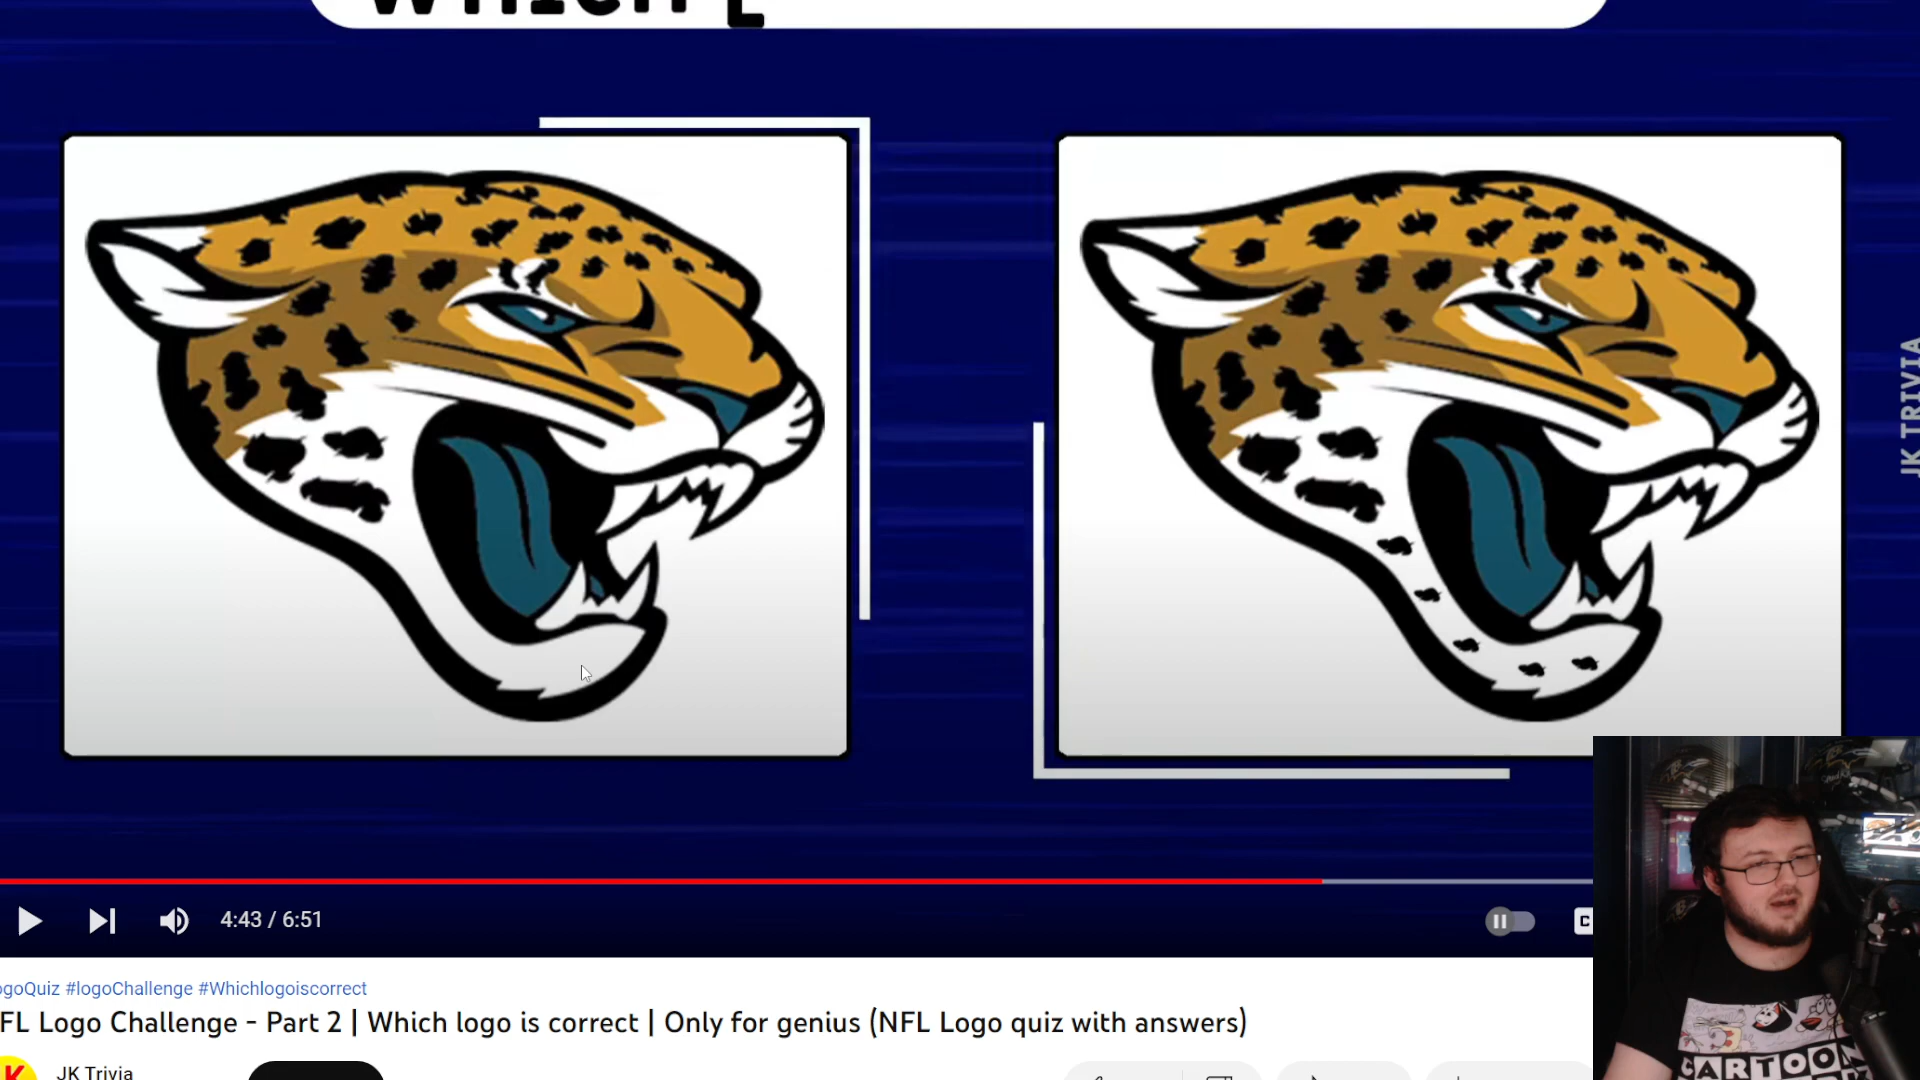 JK TRIVIA
4:43 / 6:51
ogoQuiz #logoChallenge #Whichlogoiscorrect
FL Logo Challenge - Part 2 | Which logo is correct | Only for genius (NFL Logo quiz with answers)
K
JK Trivia
CARTOON